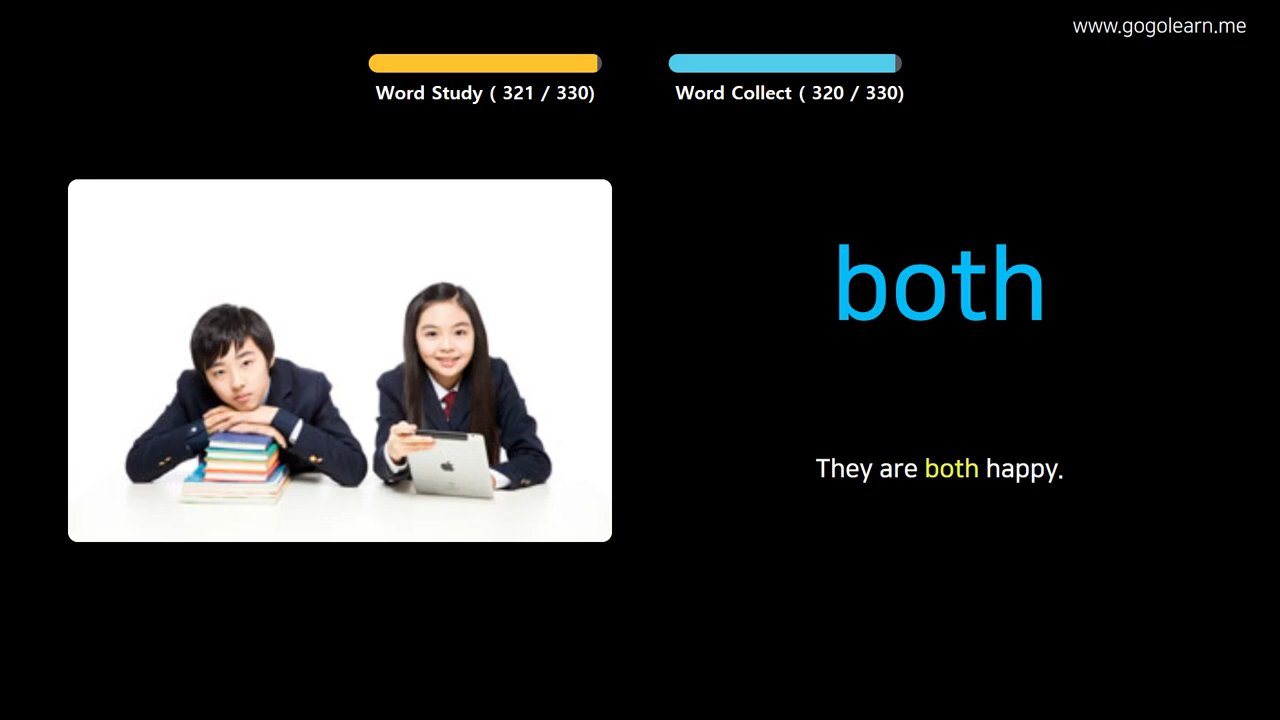 www.gogolearn.me
Word Study ( 321 / 330)
Word Collect ( 320 / 330)
both
They are both happy.